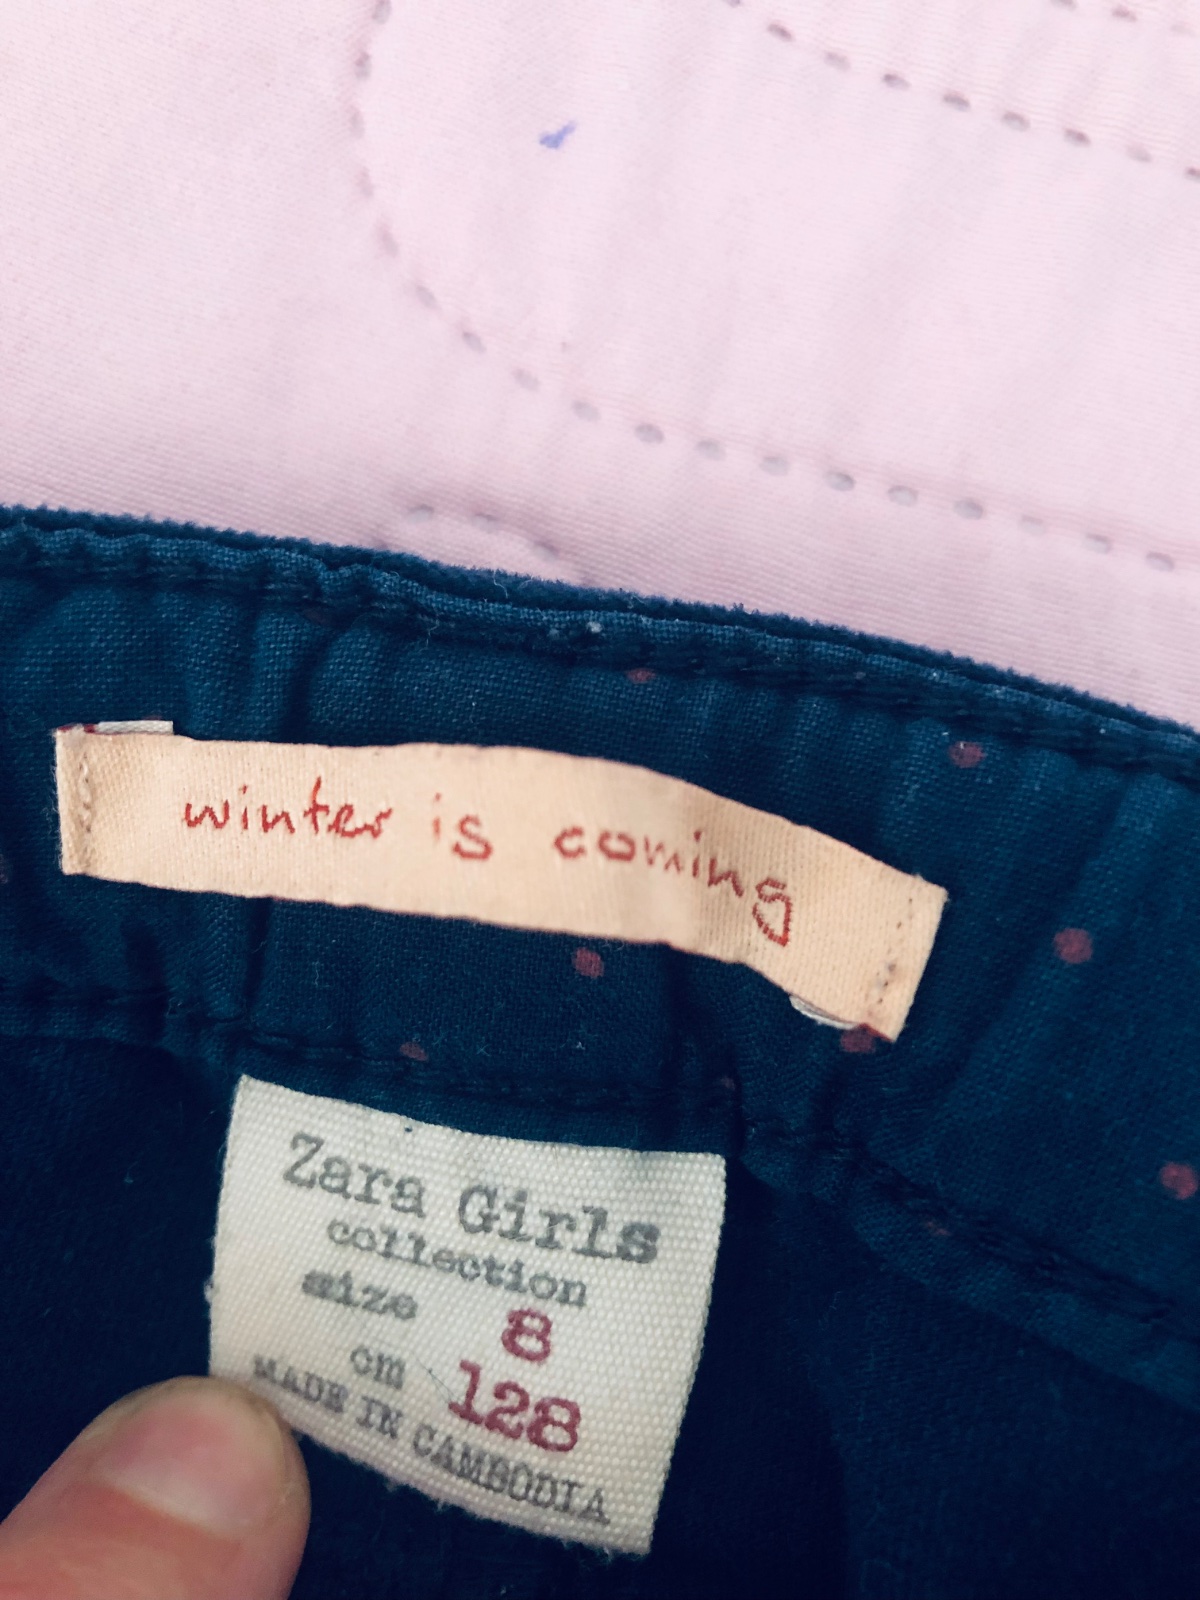 winter is coming
Zara Girls
collection
size 8
cm 128
MADE IN CAMBODIA